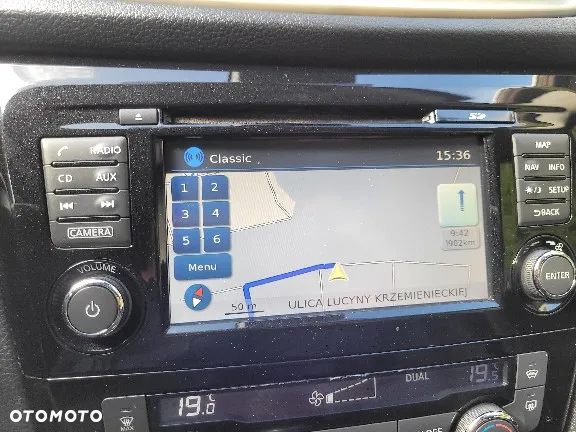 SD
RADIO
Classic
15:36
MAP
CD AUX
1 2
NAV INFO
3 4
SETUP
BACK
CAMERA
5 6
9:42
1902km
VOLUME
Menu
ENTER
50 m
ULICA LUCYNY KRZEMIENIECKIEJ
19.0 °C
DUAL
19.5
MAX
OTOMOTO